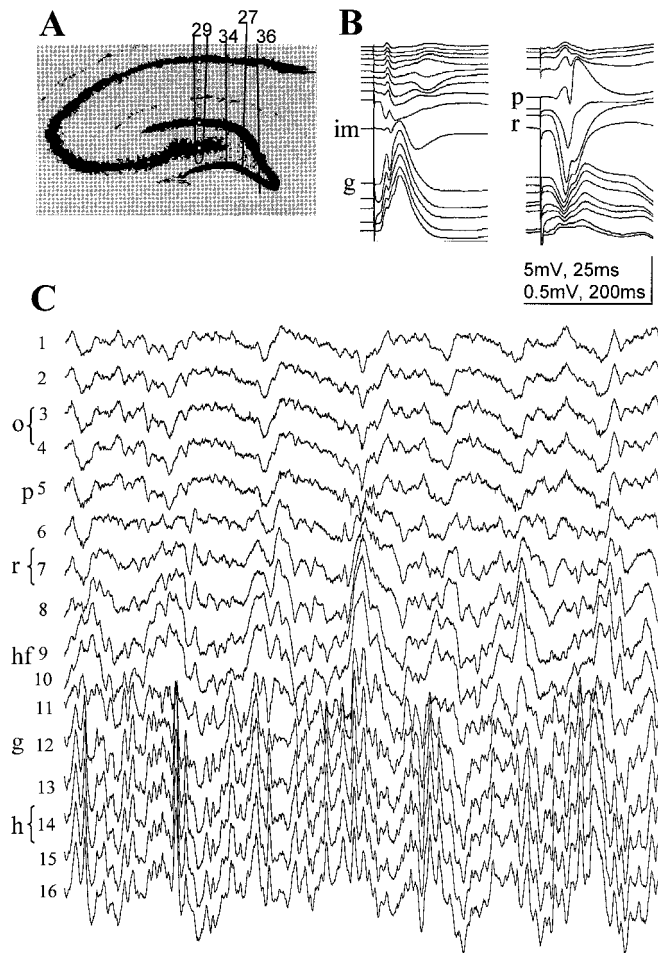 A
29 34 27 36
B
im
g
p
r
5mV, 25ms
0.5mV, 200ms
C
1
2
o { 3
4
p 5
6
r { 7
8
hf 9
10
11
g 12
13
h { 14
15
16